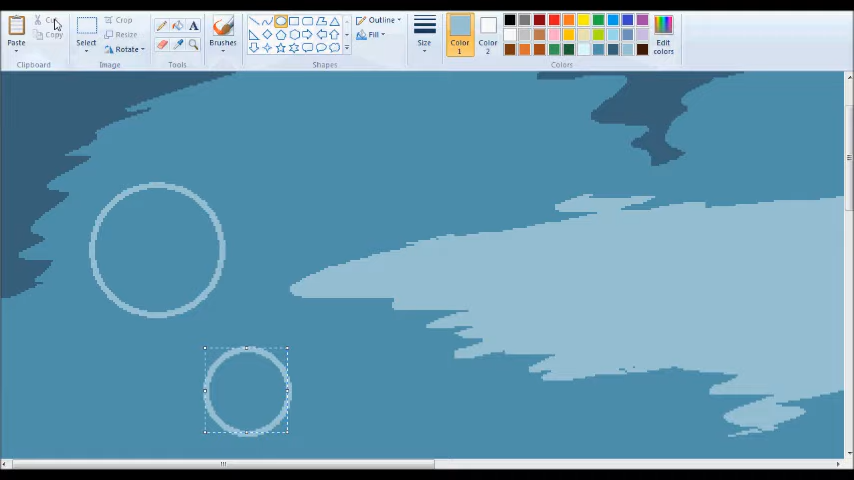 Cut
Copy
Paste
Clipboard
Crop
Resize
Rotate
Select
Image
A
Tools
Brushes
Outline
Fill
Shapes
Size
Color
1
Color
2
Edit
colors
Colors